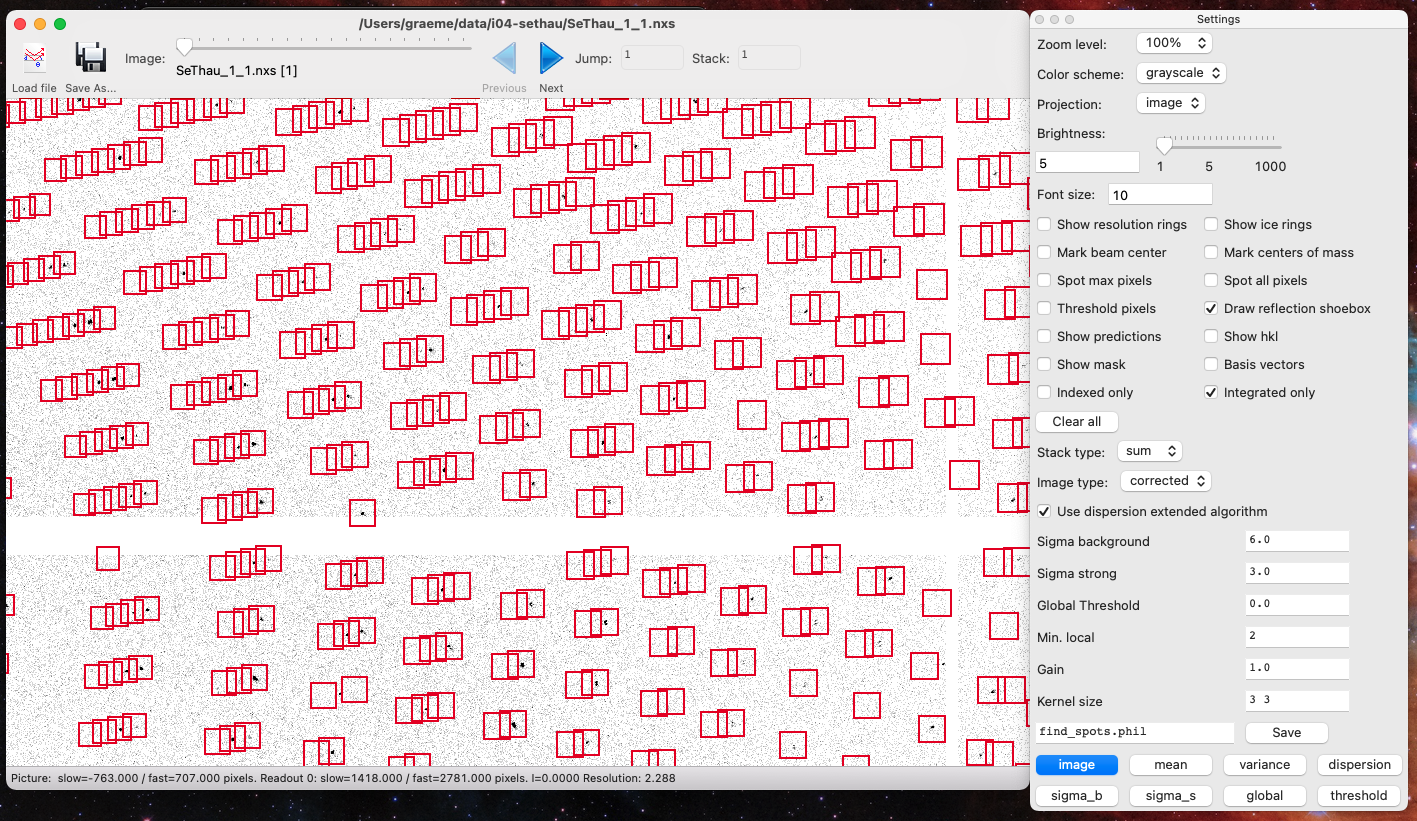 /Users/graeme/data/i04-sethau/SeThau_1_1.nxs
Load file
Save As...
Image:
SeThau_1_1.nxs [1]
Previous
Next
Jump: 1
Stack: 1
Picture: slow=-763.000 / fast=707.000 pixels. Readout 0: slow=1418.000 / fast=2781.000 pixels. I=0.0000 Resolution: 2.288
Settings
Zoom level: 100%
Color scheme: grayscale
Projection: image
Brightness:
5
1 5 1000
Font size: 10
Show resolution rings Show ice rings
Mark beam center Mark centers of mass
Spot max pixels Spot all pixels
Threshold pixels Draw reflection shoebox
Show predictions Show hkl
Show mask Basis vectors
Indexed only Integrated only
Clear all
Stack type: sum
Image type: corrected
Use dispersion extended algorithm
Sigma background 6.0
Sigma strong 3.0
Global Threshold 0.0
Min. local 2
Gain 1.0
Kernel size 3 3
find_spots.phil Save
image mean variance dispersion
sigma_b sigma_s global threshold